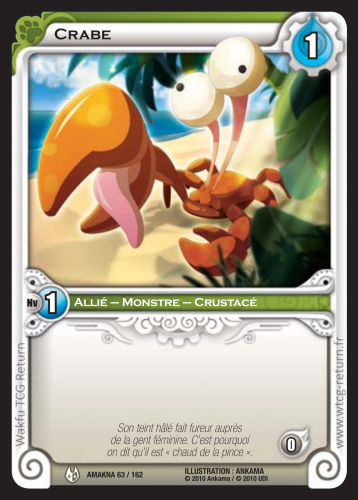 CRABE
1
Nv 1
ALLIÉ – MONSTRE – CRUSTACÉ
Wakfu TCG Return
www.wtcg-return.fr
Son teint hâlé fait fureur auprès
de la gent féminine. C'est pourquoi
on dit qu'il est « chaud de la pince ».
0
AMAKNA 63 / 162
ILLUSTRATION : ANKAMA
© 2010 Ankama / © 2010 UDI